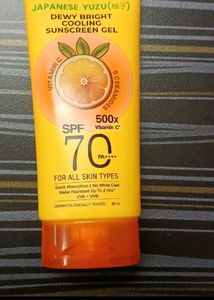 JAPANESE YUZU(柚子)
DEWY BRIGHT
COOLING
SUNSCREEN GEL
VITAMIN C
5 CERAMIDES
500x
Vitamin C*
SPF
70
PA++++
FOR ALL SKIN TYPES
Quick Absorption | No White Cast
Water Resistant Up To 2 Hrs*
UVA + UVB
DERMATOLOGICALLY TESTED